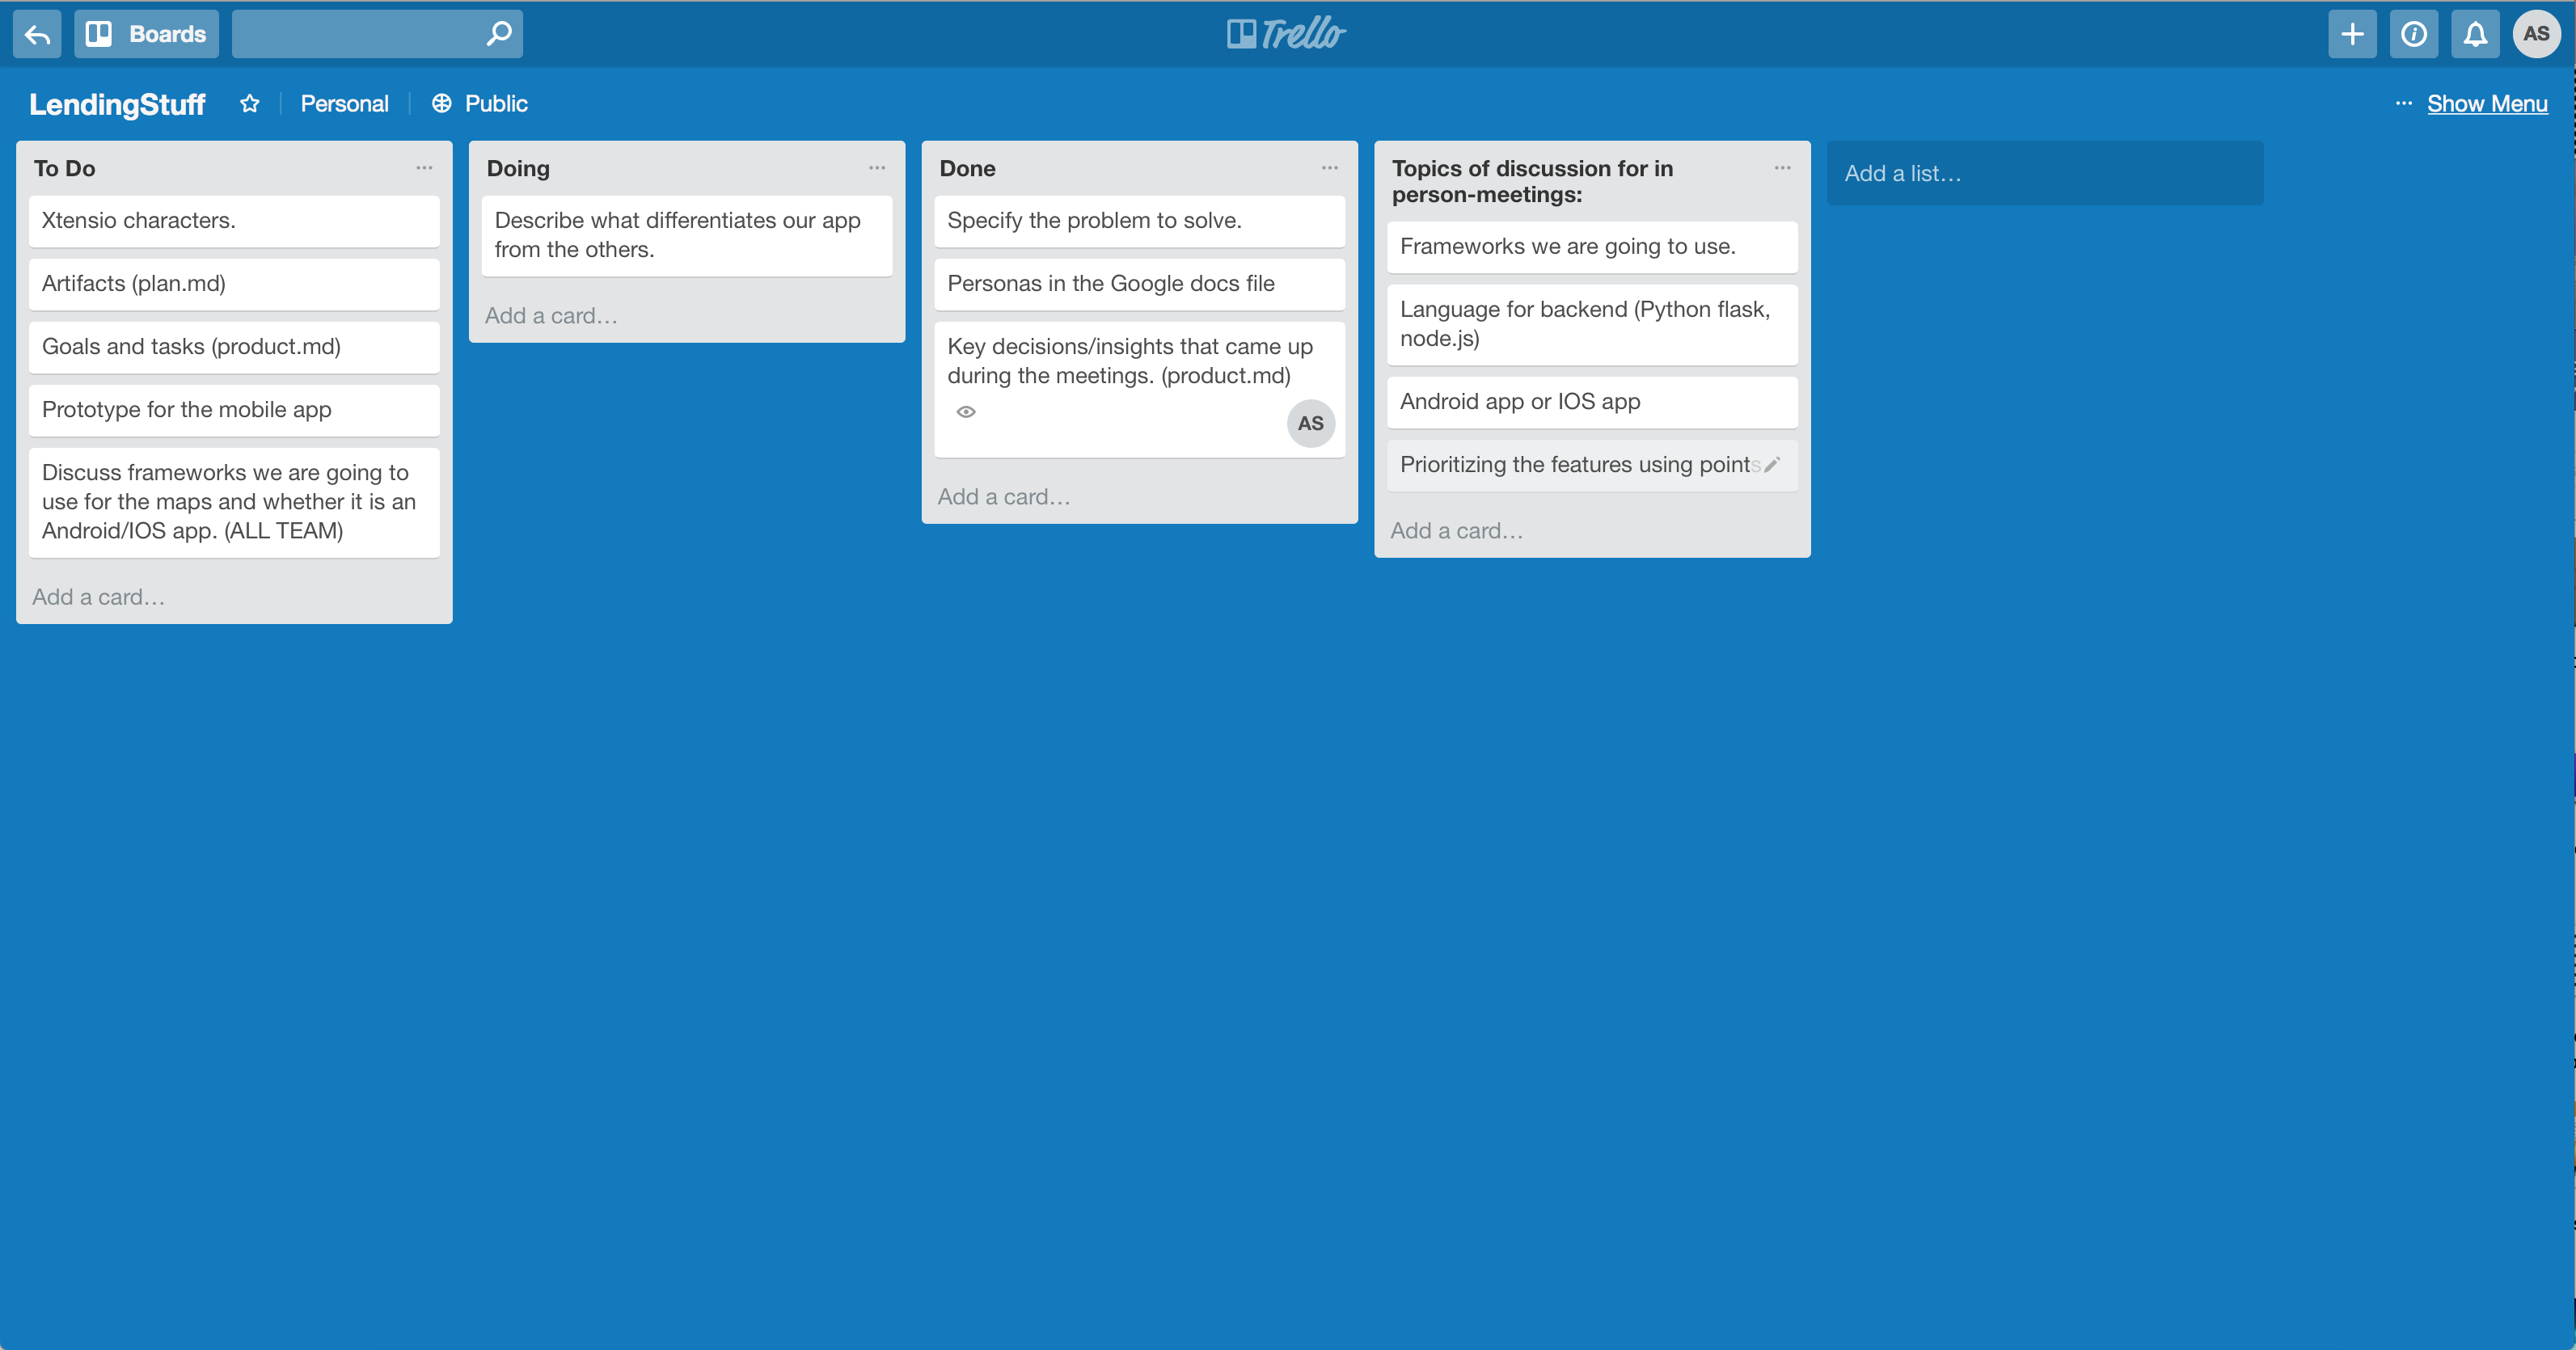 Boards
Trello
AS
LendingStuff
Personal
Public
... Show Menu
To Do
...
Xtensio characters.
Artifacts (plan.md)
Goals and tasks (product.md)
Prototype for the mobile app
Discuss frameworks we are going to
use for the maps and whether it is an
Android/IOS app. (ALL TEAM)
Add a card…
Doing
...
Describe what differentiates our app
from the others.
Add a card…
Done
...
Specify the problem to solve.
Personas in the Google docs file
Key decisions/insights that came up
during the meetings. (product.md)
AS
Add a card…
Topics of discussion for in
person-meetings:
...
Frameworks we are going to use.
Language for backend (Python flask,
node.js)
Android app or IOS app
Prioritizing the features using points
Add a card…
Add a list…